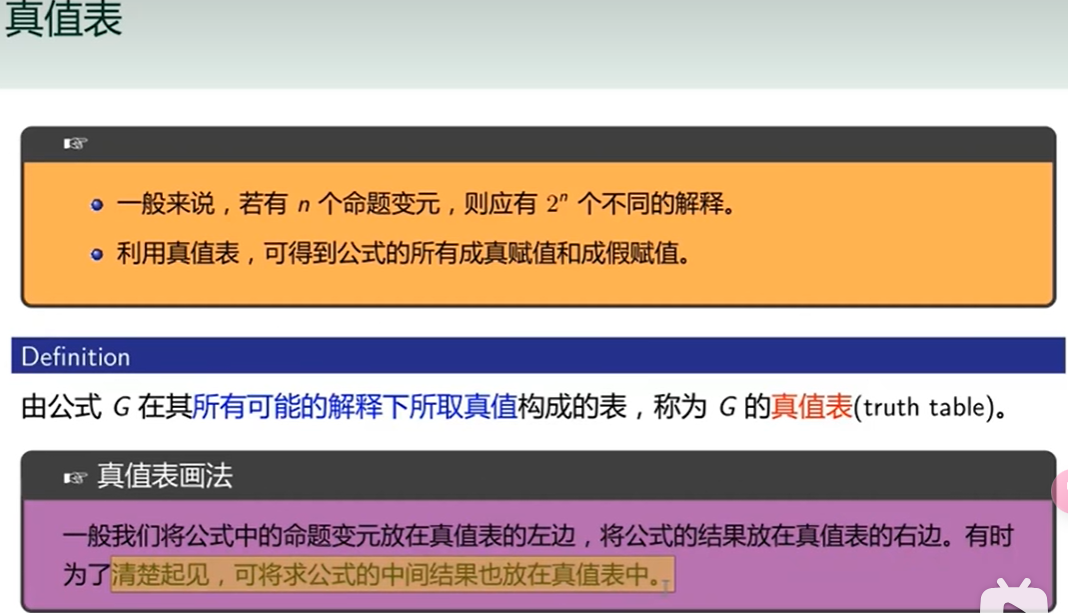 真值表
一般来说，若有 n 个命题变元，则应有 2ⁿ 个不同的解释。
利用真值表，可得到公式的所有成真赋值和成假赋值。
Definition
由公式 G 在其所有可能的解释下所取真值构成的表，称为 G 的真值表(truth table)。
真值表画法
一般我们将公式中的命题变元放在真值表的左边，将公式的结果放在真值表的右边。有时
为了清楚起见，可将求公式的中间结果也放在真值表中。